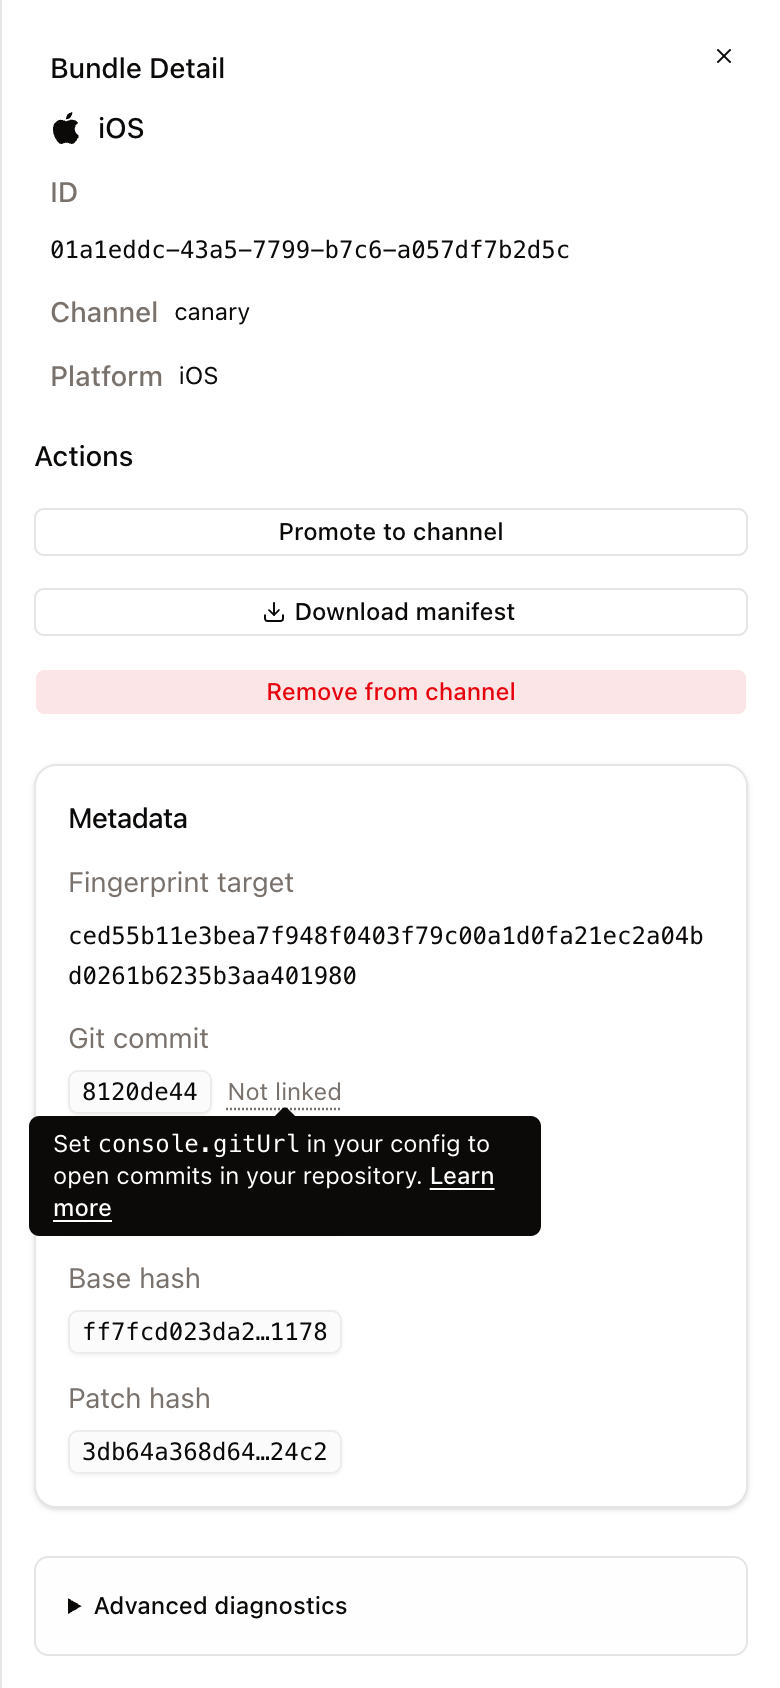 Bundle Detail
iOS
ID
01a1eddc-43a5-7799-b7c6-a057df7b2d5c
Channel canary
Platform iOS
Actions
Promote to channel
Download manifest
Remove from channel
Metadata
Fingerprint target
ced55b11e3bea7f948f0403f79c00a1d0fa21ec2a04b
d0261b6235b3aa401980
Git commit
8120de44 Not linked
Set console.gitUrl in your config to
open commits in your repository. Learn
more
Base hash
ff7fcd023da2…1178
Patch hash
3db64a368d64…24c2
Advanced diagnostics